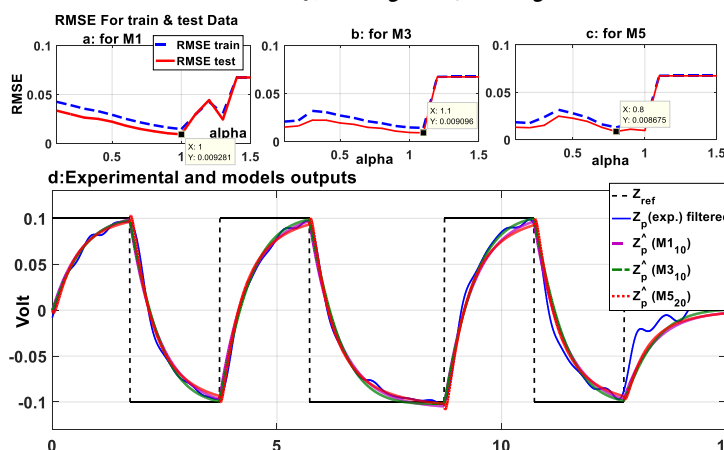 RMSE For train & test Data
a: for M1
b: for M3
c: for M5
RMSE train
RMSE test
RMSE
0.1
0.05
0
0.5
1.5
alpha
X: 1
Y: 0.009281
0.1
0.05
0
0.5
1
1.5
alpha
X: 1.1
Y: 0.009096
0.1
0.05
0
0.5
1
1.5
alpha
X: 0.8
Y: 0.008675
d:Experimental and models outputs
Volt
0.1
0.05
0
-0.05
-0.1
0
5
10
Z_ref
Z_p(exp.) filtered
Z_p^ (M1_10)
Z_p^ (M3_10)
Z_p^ (M5_20)